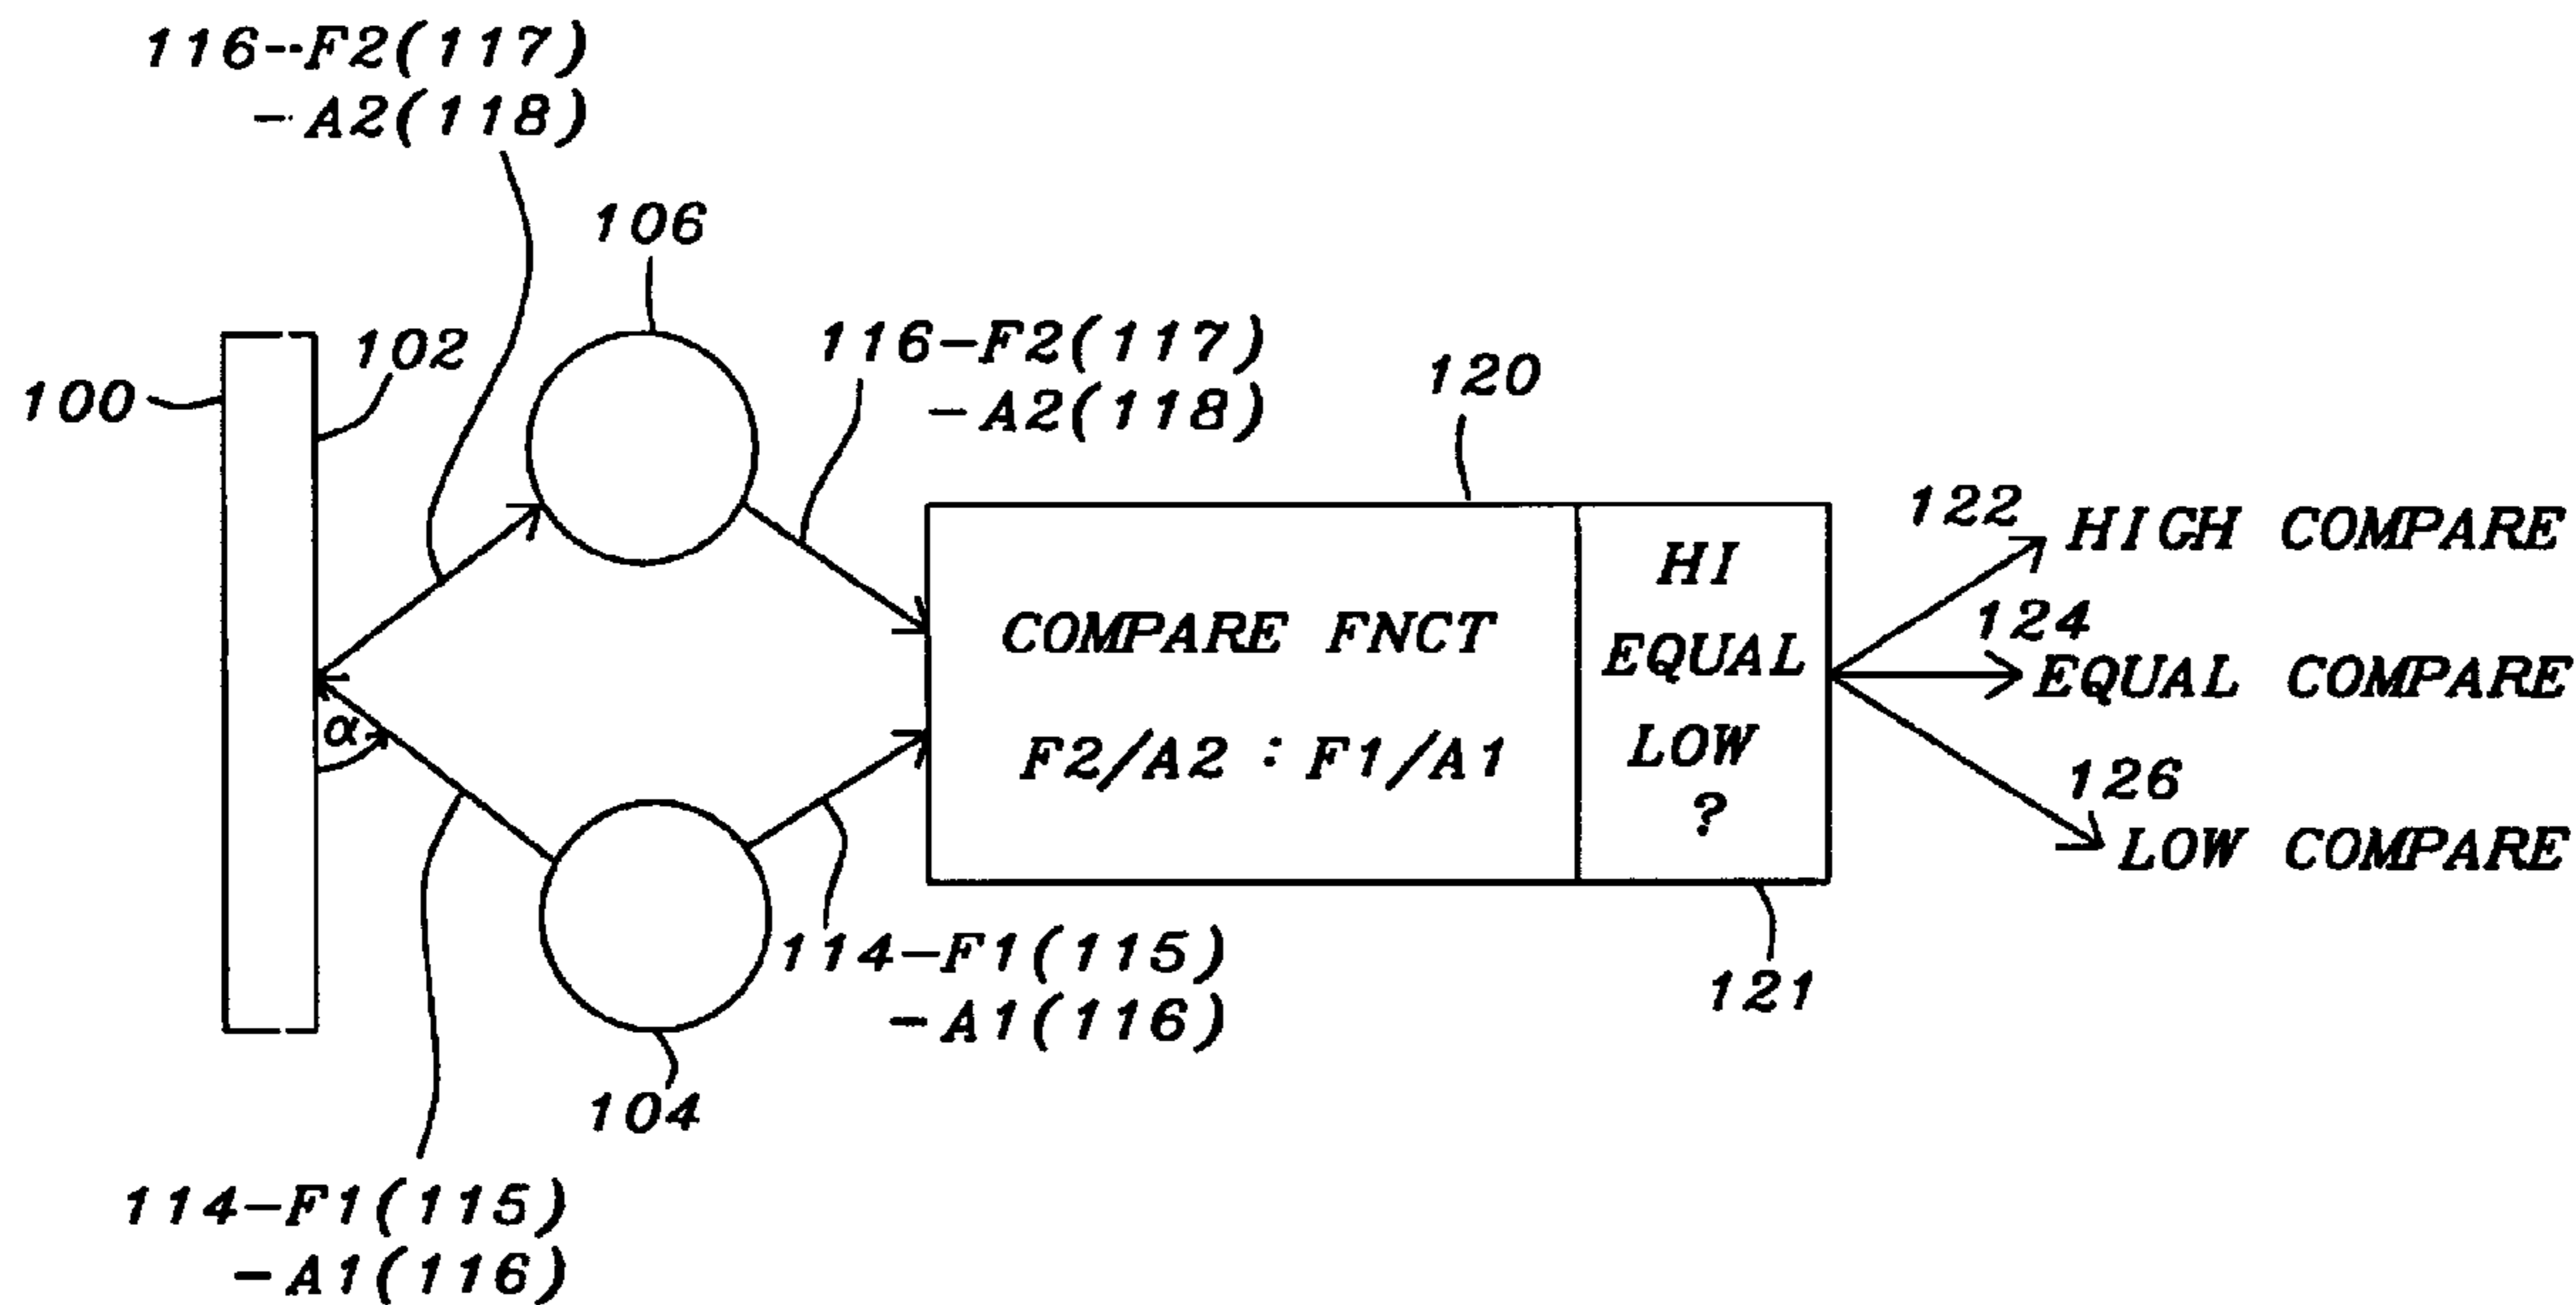 116--F2(117)
-A2(118)
106
102
100
116-F2(117)
-A2(118)
120
122
HIGH COMPARE
124
EQUAL COMPARE
126
LOW COMPARE
COMPARE FNCT
F2/A2 : F1/A1
HI
EQUAL
LOW
?
α
114-F1(115)
-A1(116)
121
104
114-F1(115)
-A1(116)